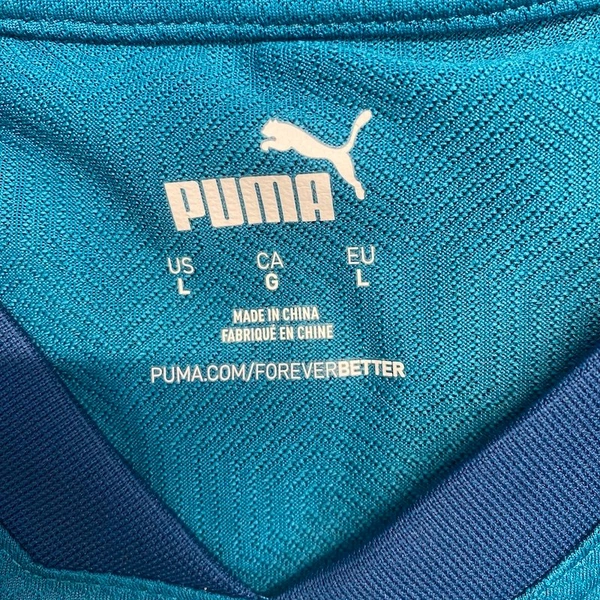 PUMA
US CA EU
L G L
MADE IN CHINA
FABRIQUÉ EN CHINE
PUMA.COM/FOREVERBETTER